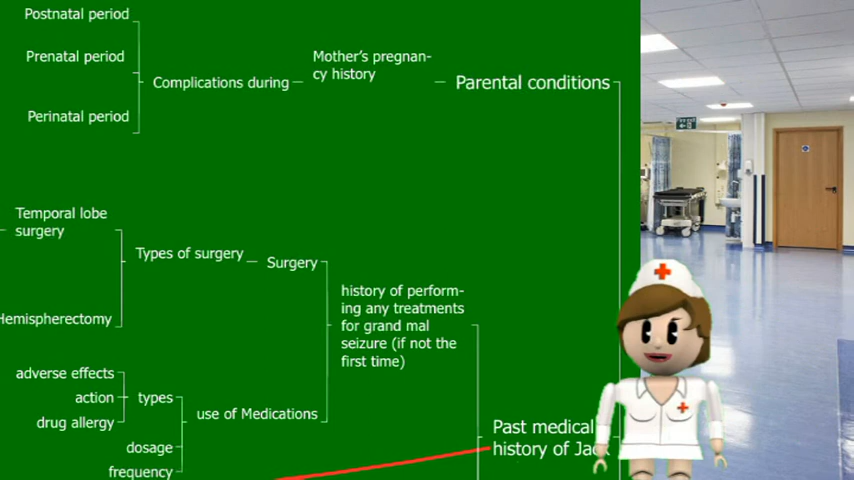 Postnatal period
Prenatal period
Perinatal period
Complications during
Mother's pregnan-
cy history
Parental conditions
Temporal lobe
surgery
Hemispherectomy
Types of surgery
Surgery
history of perform-
ing any treatments
for grand mal
seizure (if not the
first time)
adverse effects
action
drug allergy
types
dosage
frequency
use of Medications
Past medical
history of Jack